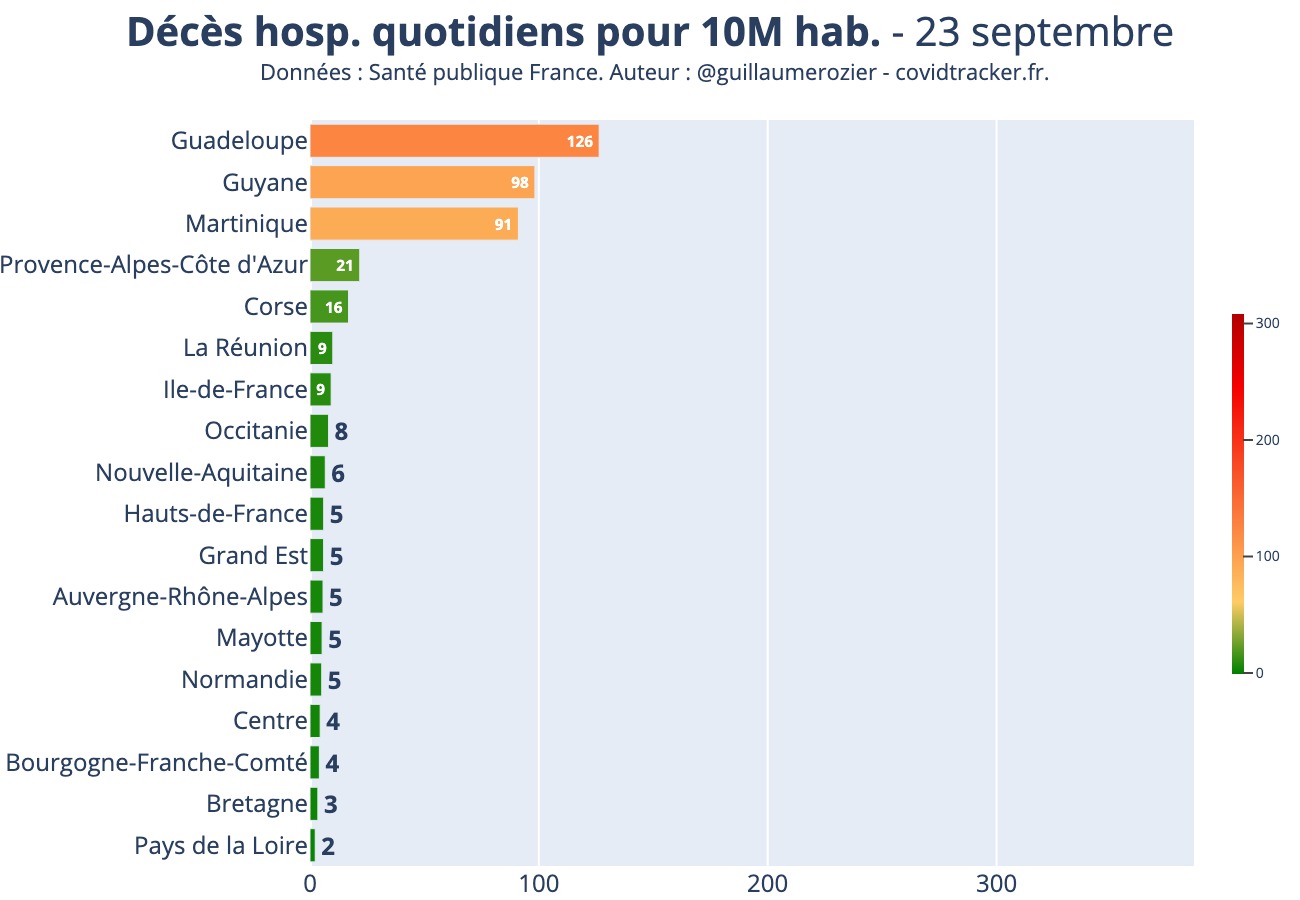 Décès hosp. quotidiens pour 10M hab. - 23 septembre
Données : Santé publique France. Auteur : @guillaumerozier - covidtracker.fr.
Guadeloupe 126
Guyane 98
Martinique 91
Provence-Alpes-Côte d'Azur 21
Corse 16
La Réunion 9
Ile-de-France 9
Occitanie 8
Nouvelle-Aquitaine 6
Hauts-de-France 5
Grand Est 5
Auvergne-Rhône-Alpes 5
Mayotte 5
Normandie 5
Centre 4
Bourgogne-Franche-Comté 4
Bretagne 3
Pays de la Loire 2
0 100 200 300
300
200
100
0